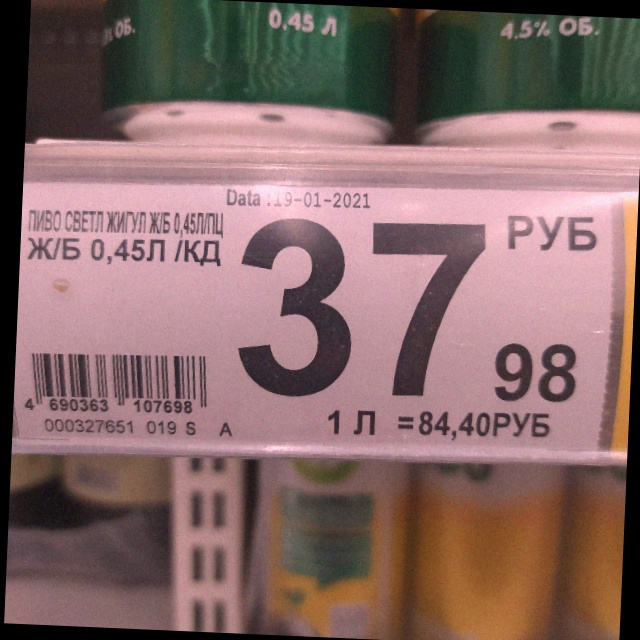 0,45 Л
4.5% ОБ.
ОБ.
Data :19-01-2021
ПИВО СВЕТЛ ЖИГУЛ Ж/Б 0,45Л/ПЦ
Ж/Б 0,45Л /КД
37 98 РУБ
4 690363 107698
000327651 019 S A
1 Л =84,40РУБ